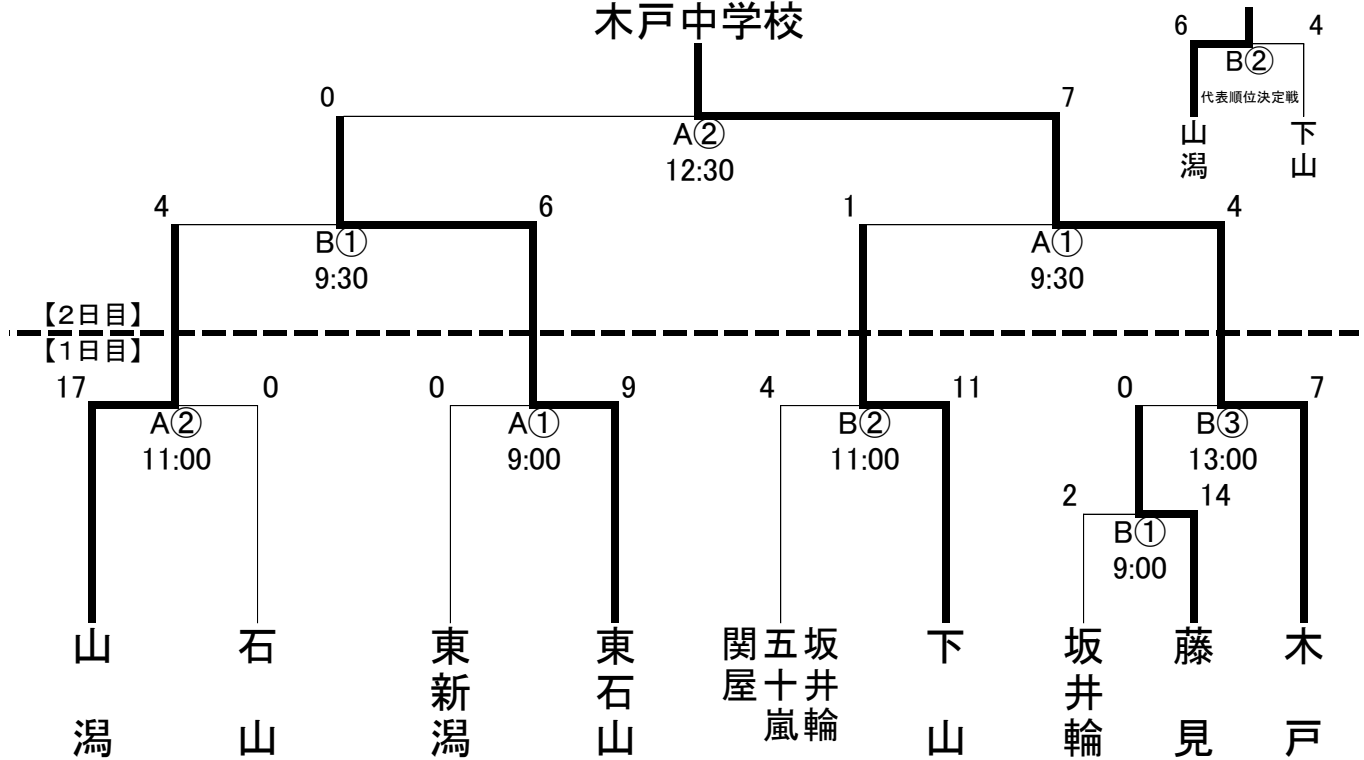 木戸中学校
6
4
B②
代表順位決定戦
山潟
下山
0
7
A②
12:30
4
6
B①
9:30
1
4
A①
9:30
【2日目】
【1日目】
17
0
A②
11:00
0
9
A①
9:00
4
11
B②
11:00
0
7
B③
13:00
2
14
B①
9:00
山潟
石山
東新潟
東石山
坂井輪
五十嵐
関屋
下山
坂井輪
藤見
木戸